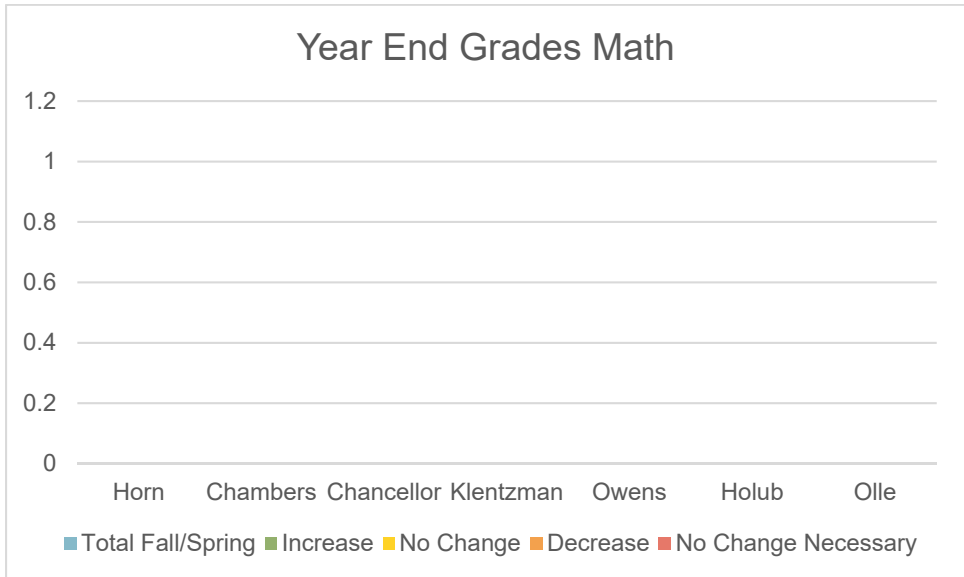 Year End Grades Math
1.2
1
0.8
0.6
0.4
0.2
0
Horn Chambers Chancellor Klentzman Owens Holub Olle
Total Fall/Spring Increase No Change Decrease No Change Necessary